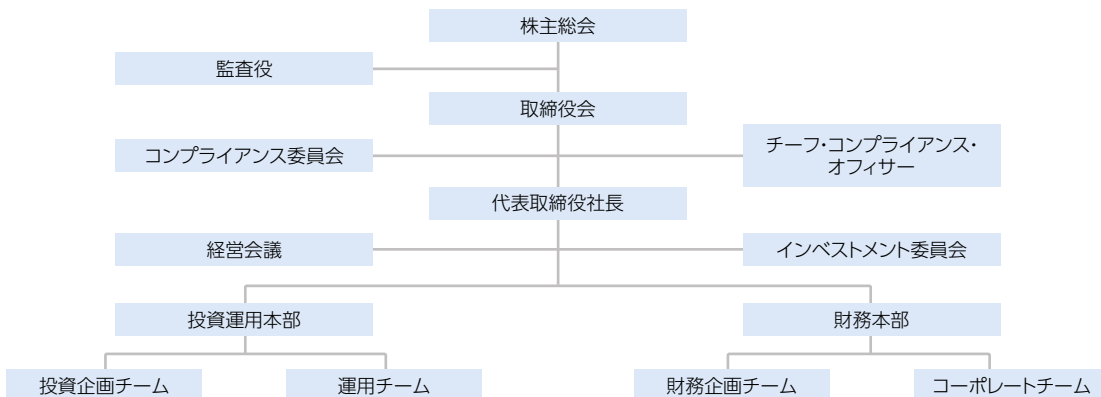 株主総会
監査役
取締役会
コンプライアンス委員会
チーフ・コンプライアンス・
オフィサー
代表取締役社長
経営会議
インベストメント委員会
投資運用本部
財務本部
投資企画チーム
運用チーム
財務企画チーム
コーポレートチーム